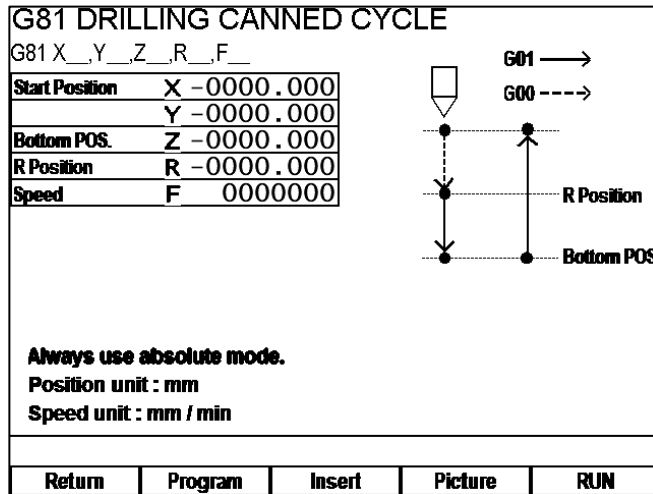 G81 DRILLING CANNED CYCLE
G81 X__,Y__,Z__,R__,F__
Start Position X -0000.000
Y -0000.000
Bottom POS. Z -0000.000
R Position R -0000.000
Speed F 0000000
G01
G00
R Position
Bottom POS
Always use absolute mode.
Position unit : mm
Speed unit : mm / min
Return Program Insert Picture RUN